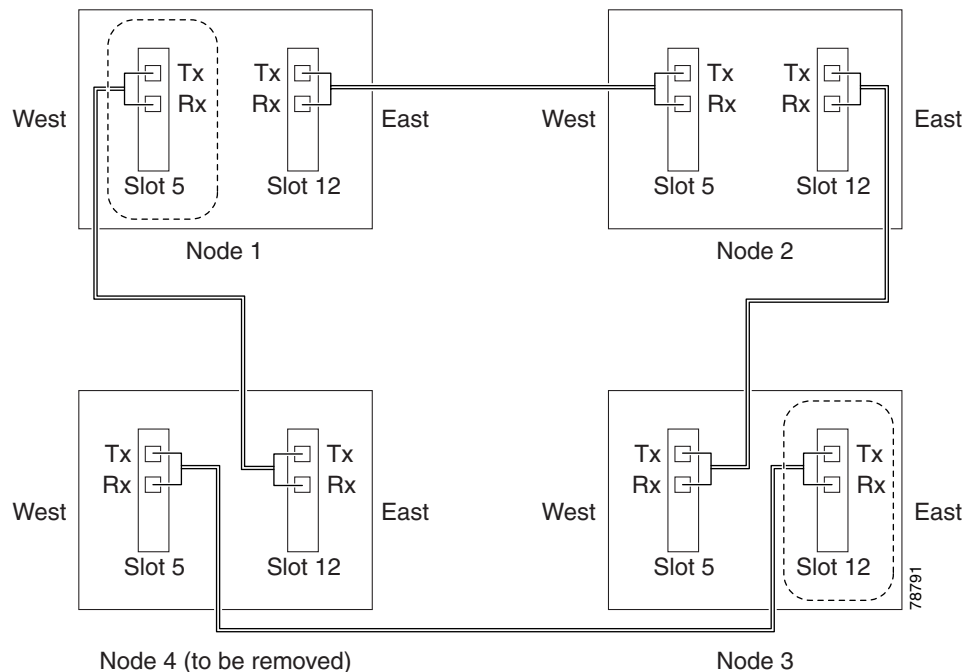 Tx
Rx
Slot 5
Tx
Rx
Slot 12
West
East
Node 1
Tx
Rx
Slot 5
Tx
Rx
Slot 12
West
East
Node 2
Tx
Rx
Slot 5
Tx
Rx
Slot 12
West
East
Node 4 (to be removed)
Tx
Rx
Slot 5
Tx
Rx
Slot 12
West
East
Node 3
78791